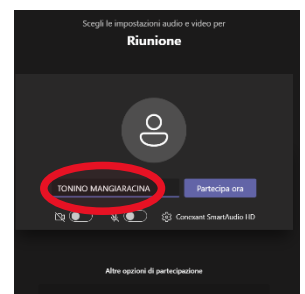 Scegli le impostazioni audio e video per
Riunione
TONINO MANGIARACINA
Partecipa ora
Conexant SmartAudio HD
Altre opzioni di partecipazione